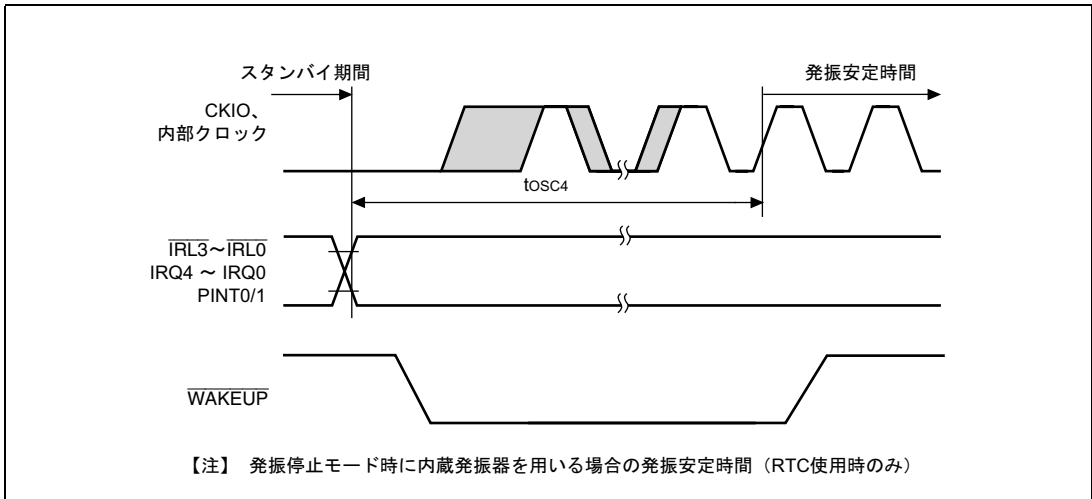 スタンバイ期間
発振安定時間
CKIO、
内部クロック
tOSC4
IRL3～IRL0
IRQ4 ～ IRQ0
PINT0/1
WAKEUP
【注】 発振停止モード時に内蔵発振器を用いる場合の発振安定時間（RTC使用時のみ）